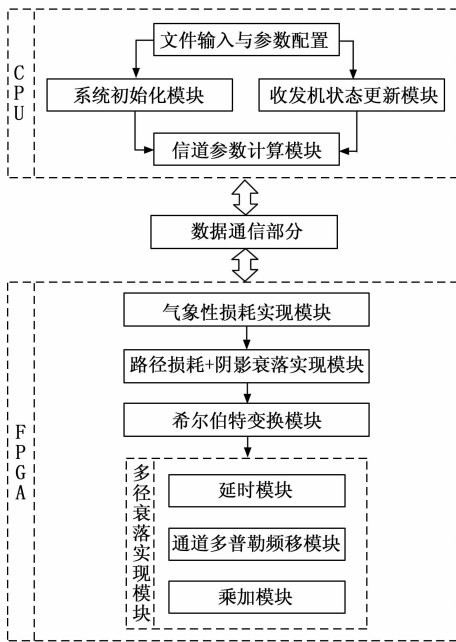 CPU
文件输入与参数配置
系统初始化模块
收发机状态更新模块
信道参数计算模块
数据通信部分
FPGA
气象性损耗实现模块
路径损耗+阴影衰落实现模块
希尔伯特变换模块
多径衰落实现模块
延时模块
通道多普勒频移模块
乘加模块